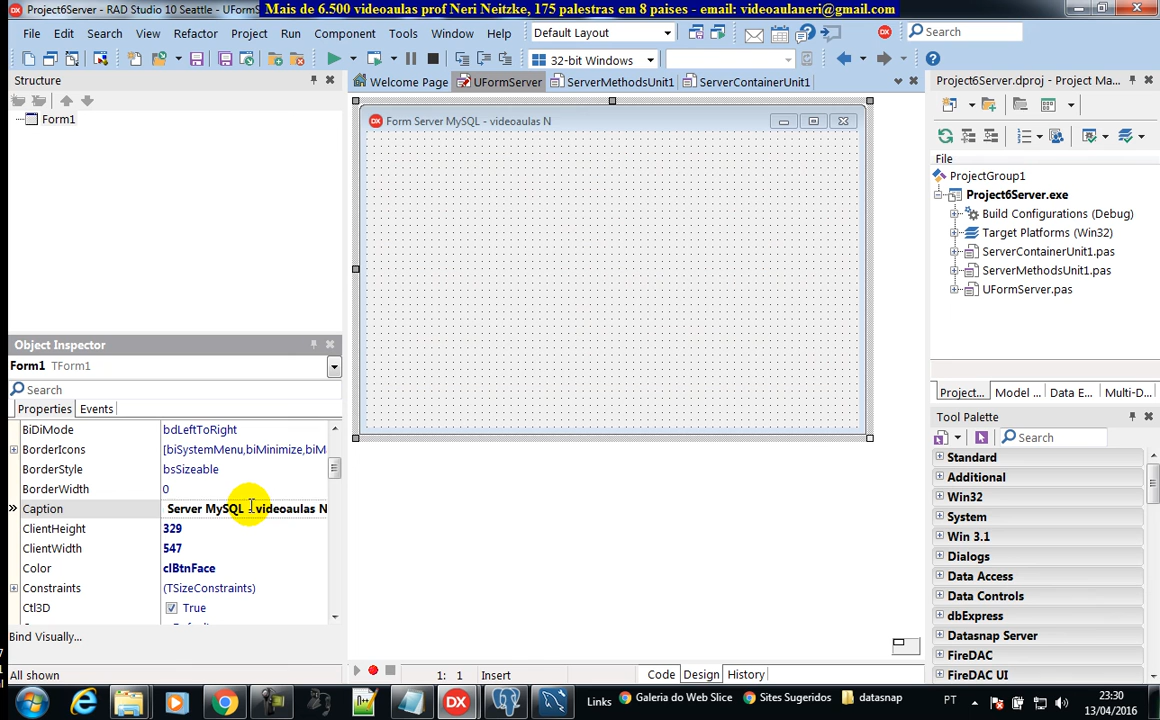 Project6Server - RAD Studio 10 Seattle - UForm
Mais de 6.500 videoaulas prof Neri Neitzke, 175 palestras em 8 paises - email: videoaulaneri@gmail.com
File Edit Search View Refactor Project Run Component Tools Window Help
Default Layout
Search
32-bit Windows
Structure
Form1
Welcome Page UFormServer ServerMethodsUnit1 ServerContainerUnit1
Form Server MySQL - videoaulas N
Project6Server.dproj - Project Ma...
File
ProjectGroup1
Project6Server.exe
Build Configurations (Debug)
Target Platforms (Win32)
ServerContainerUnit1.pas
ServerMethodsUnit1.pas
UFormServer.pas
Object Inspector
Form1 TForm1
Search
Properties Events
BiDiMode bdLeftToRight
BorderIcons [biSystemMenu,biMinimize,biM
BorderStyle bsSizeable
BorderWidth 0
Caption Server MySQL - videoaulas N
ClientHeight 329
ClientWidth 547
Color clBtnFace
Constraints (TSizeConstraints)
Ctl3D True
Bind Visually...
All shown
1: 1 Insert
Code Design History
Project... Model ... Data E... Multi-D...
Tool Palette
Search
Standard
Additional
Win32
System
Win 3.1
Dialogs
Data Access
Data Controls
dbExpress
Datasnap Server
FireDAC
FireDAC UI
Links Galeria do Web Slice Sites Sugeridos datasnap
PT
23:30
13/04/2016